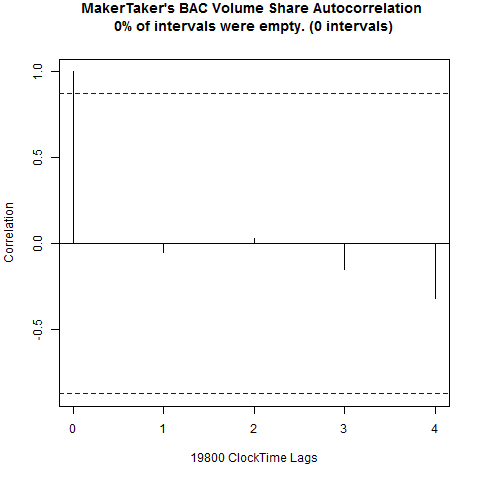 MakerTaker's BAC Volume Share Autocorrelation
0% of intervals were empty. (0 intervals)
Correlation
1.0
0.5
0.0
-0.5
0 1 2 3 4
19800 ClockTime Lags